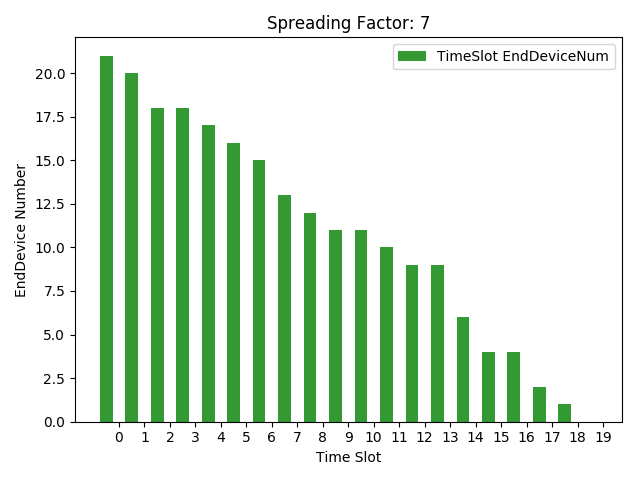 Spreading Factor: 7
TimeSlot EndDeviceNum
EndDevice Number
20.0
17.5
15.0
12.5
10.0
7.5
5.0
2.5
0.0
0 1 2 3 4 5 6 7 8 9 10 11 12 13 14 15 16 17 18 19
Time Slot